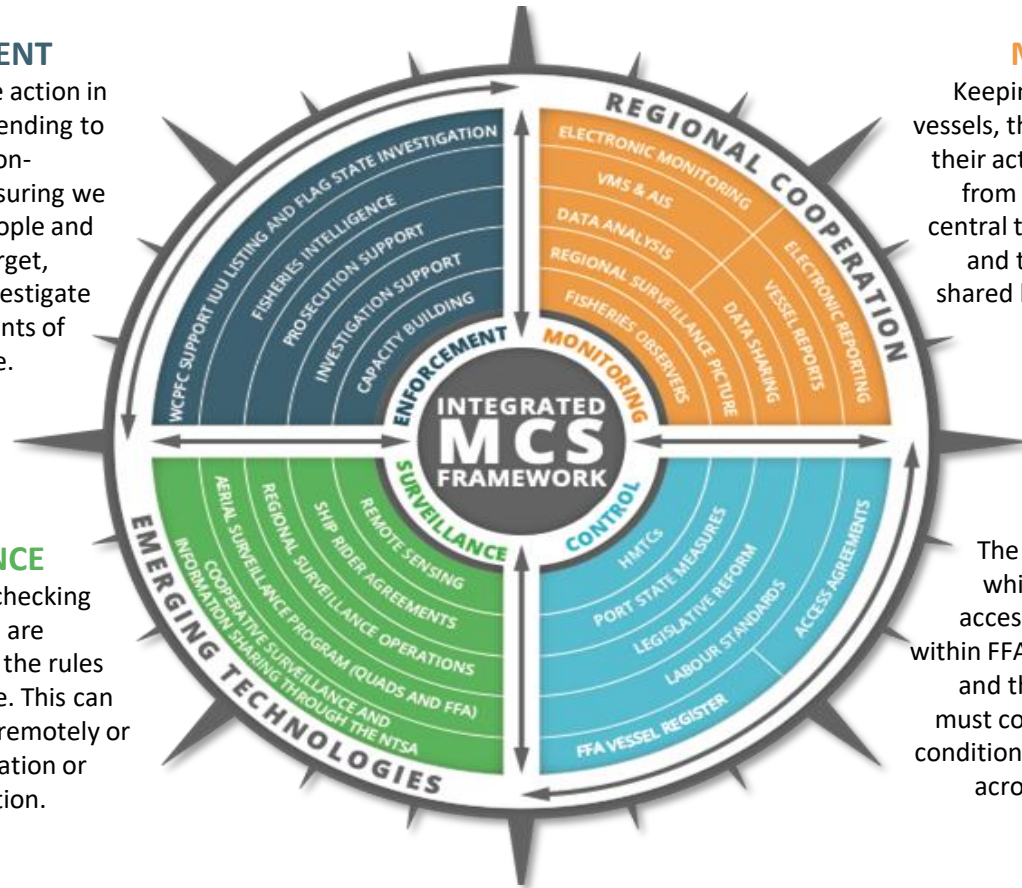 ENT
e action in
ending to
on-
suring we
ople and
rget,
vestigate
nts of
e.
M
Keepin
vessels, th
their act
from
central t
and t
shared l
REGIONAL COOPERATION
WCPFC SUPPORT IUU LISTING AND FLAG STATE INVESTIGATION
FISHERIES INTELLIGENCE
PROSECUTION SUPPORT
INVESTIGATION SUPPORT
CAPACITY BUILDING
ENFORCEMENT
ELECTRONIC MONITORING
VMS & AIS
DATA ANALYSIS
REGIONAL SURVEILLANCE PICTURE
FISHERIES OBSERVERS
ELECTRONIC REPORTING
VESSEL REPORTS
DATA SHARING
MONITORING
INTEGRATED
MCS
FRAMEWORK
SURVEILLANCE
REMOTE SENSING
SHIP RIDER AGREEMENTS
REGIONAL SURVEILLANCE OPERATIONS
AERIAL SURVEILLANCE PROGRAM (QUADS AND FFA)
COOPERATIVE SURVEILLANCE AND
INFORMATION SHARING THROUGH THE NTSA
CONTROL
HMTCs
PORT STATE MEASURES
LEGISLATIVE REFORM
LABOUR STANDARDS
ACCESS AGREEMENTS
FFA VESSEL REGISTER
EMERGING TECHNOLOGIES
NCE
checking
are
the rules
e. This can
remotely or
ation or
tion.
The
whi
acces
within FFA
and th
must co
condition
acro